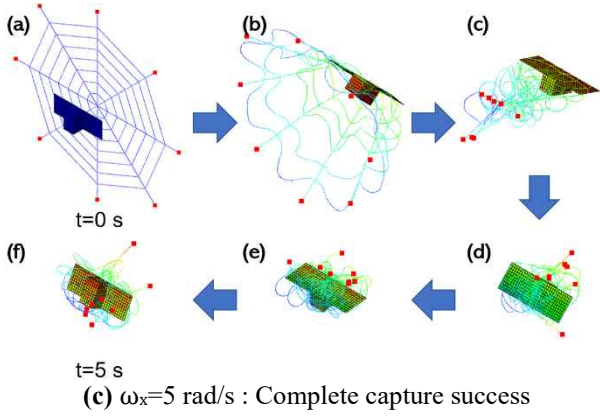 (a)
(b)
(c)
t=0 s
(f)
(e)
(d)
t=5 s
(c) ωx=5 rad/s : Complete capture success